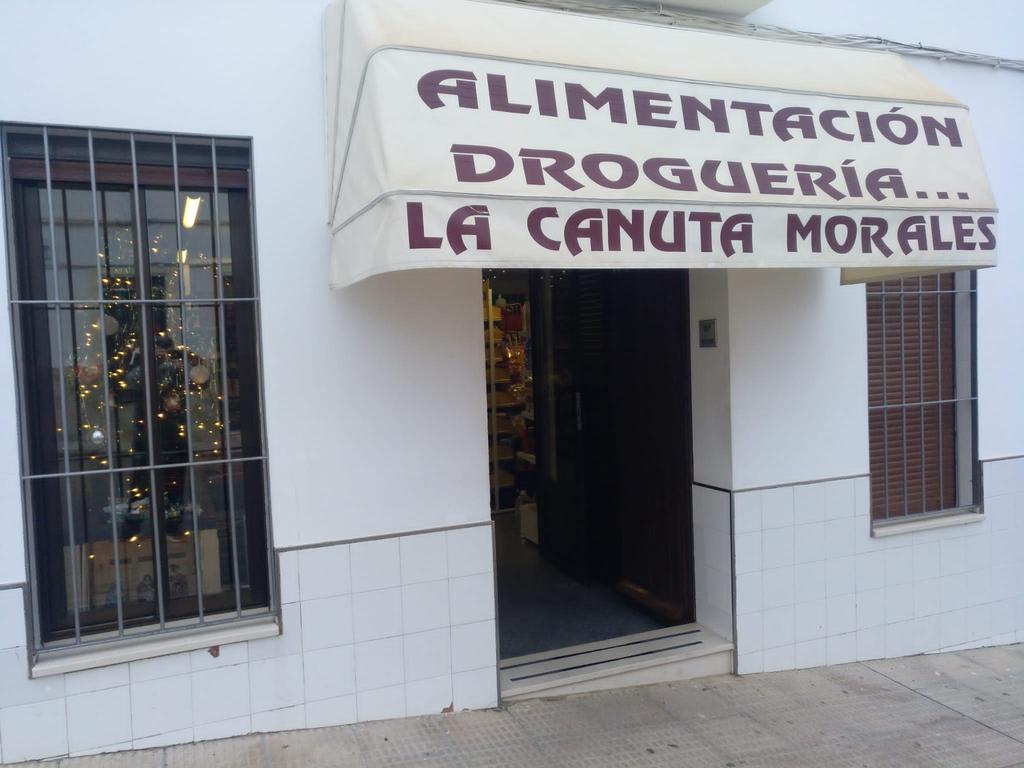 ALIMENTACIÓN
DROGUERÍA...
LA CANUTA MORALES